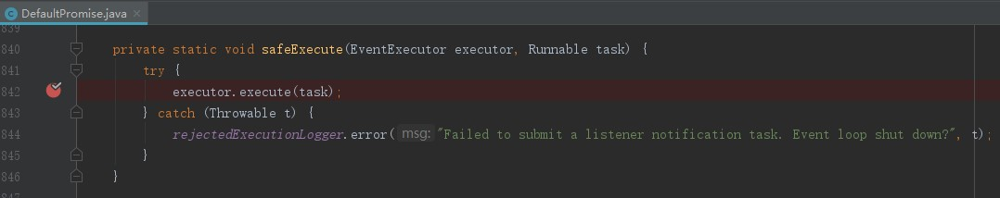 DefaultPromise.java
839
840 private static void safeExecute(EventExecutor executor, Runnable task) {
841 try {
842 executor.execute(task);
843 } catch (Throwable t) {
844 rejectedExecutionLogger.error( msg: "Failed to submit a listener notification task. Event loop shut down?", t);
845 }
846 }
847